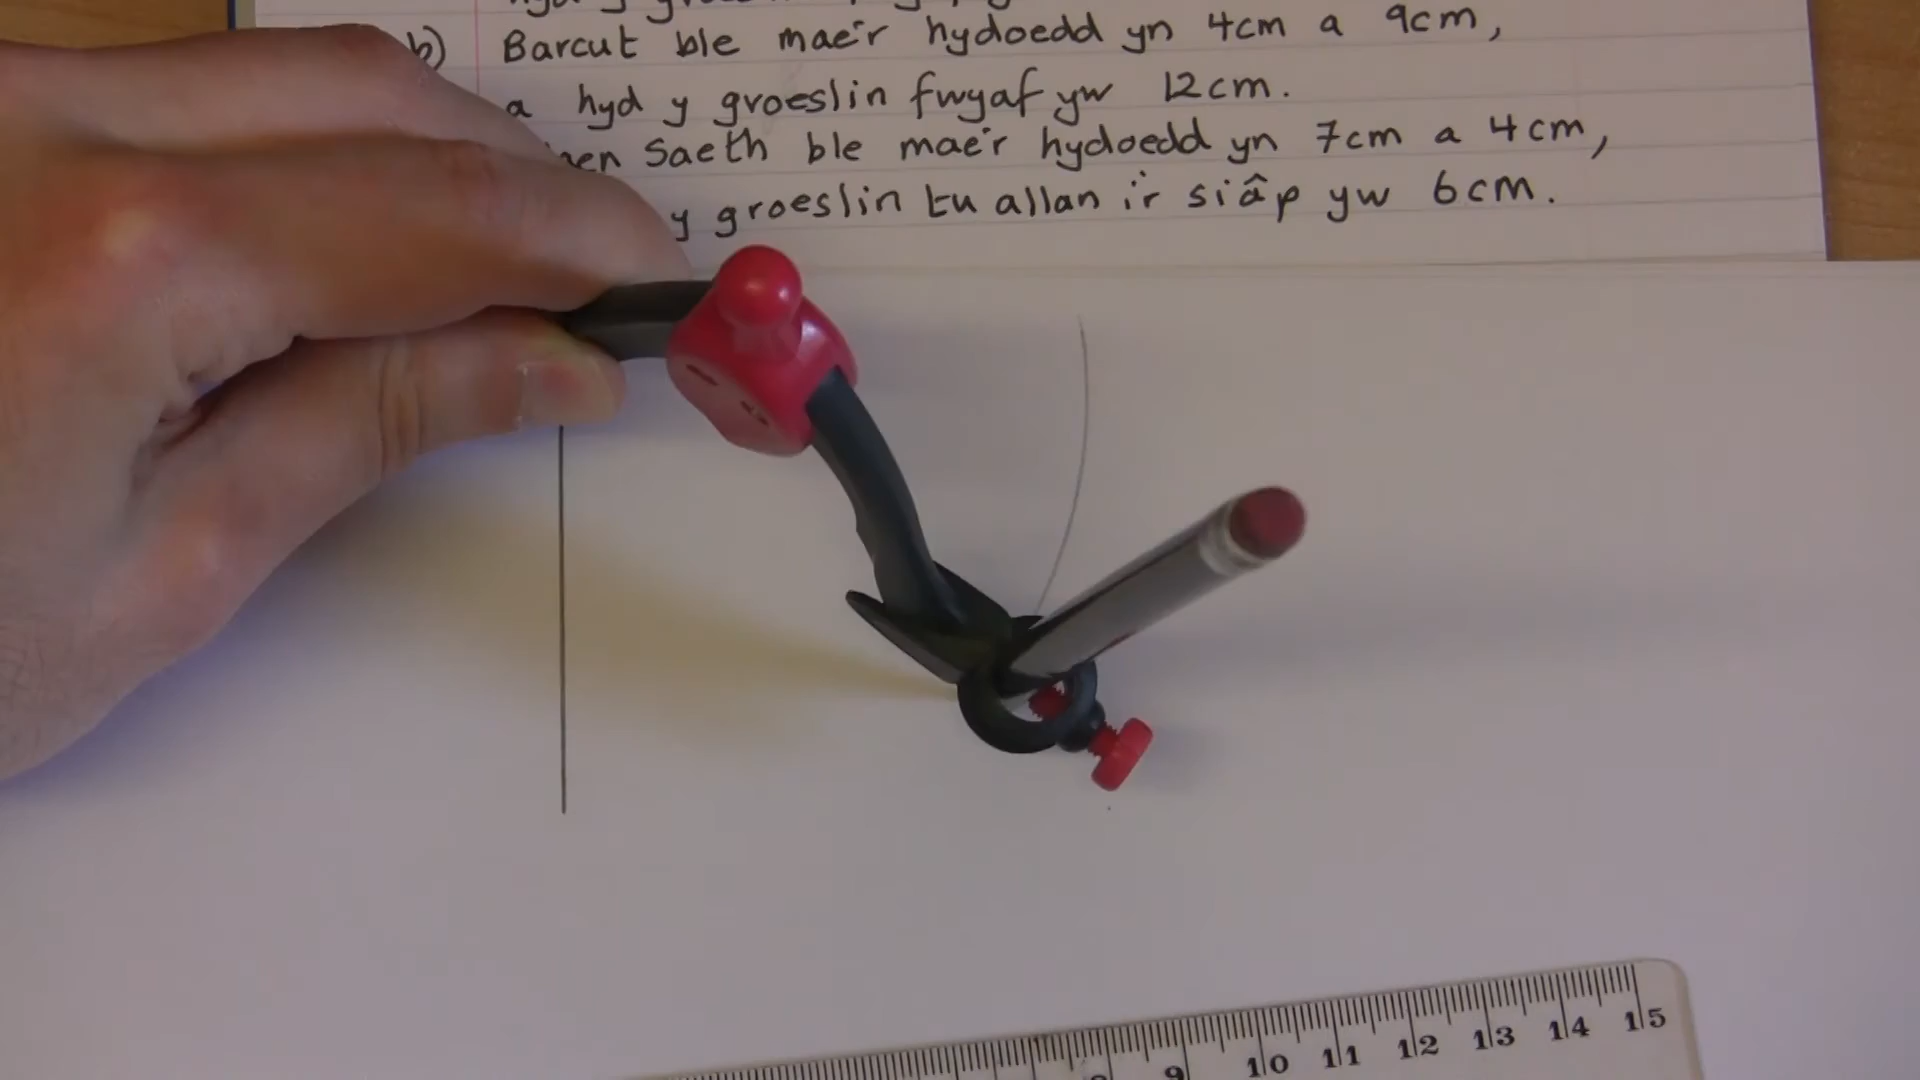 b) Barcut ble mae'r hydoedd yn 4cm a 9cm,
a hyd y groeslin fwyaf yw 12cm.
Saeth ble mae'r hydoedd yn 7cm a 4cm,
y groeslin tu allan i'r siâp yw 6cm.
9 10 11 12 13 14 15